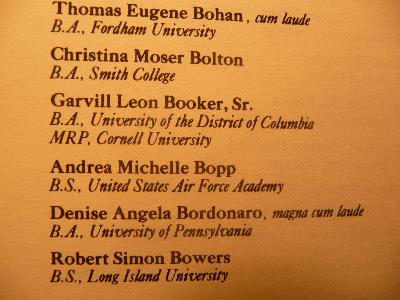 Thomas Eugene Bohan, cum laude
B.A., Fordham University
Christina Moser Bolton
B.A., Smith College
Garvill Leon Booker, Sr.
B.A., University of the District of Columbia
MRP, Cornell University
Andrea Michelle Bopp
B.S., United States Air Force Academy
Denise Angela Bordonaro, magna cum laude
B.A., University of Pennsylvania
Robert Simon Bowers
B.S., Long Island University